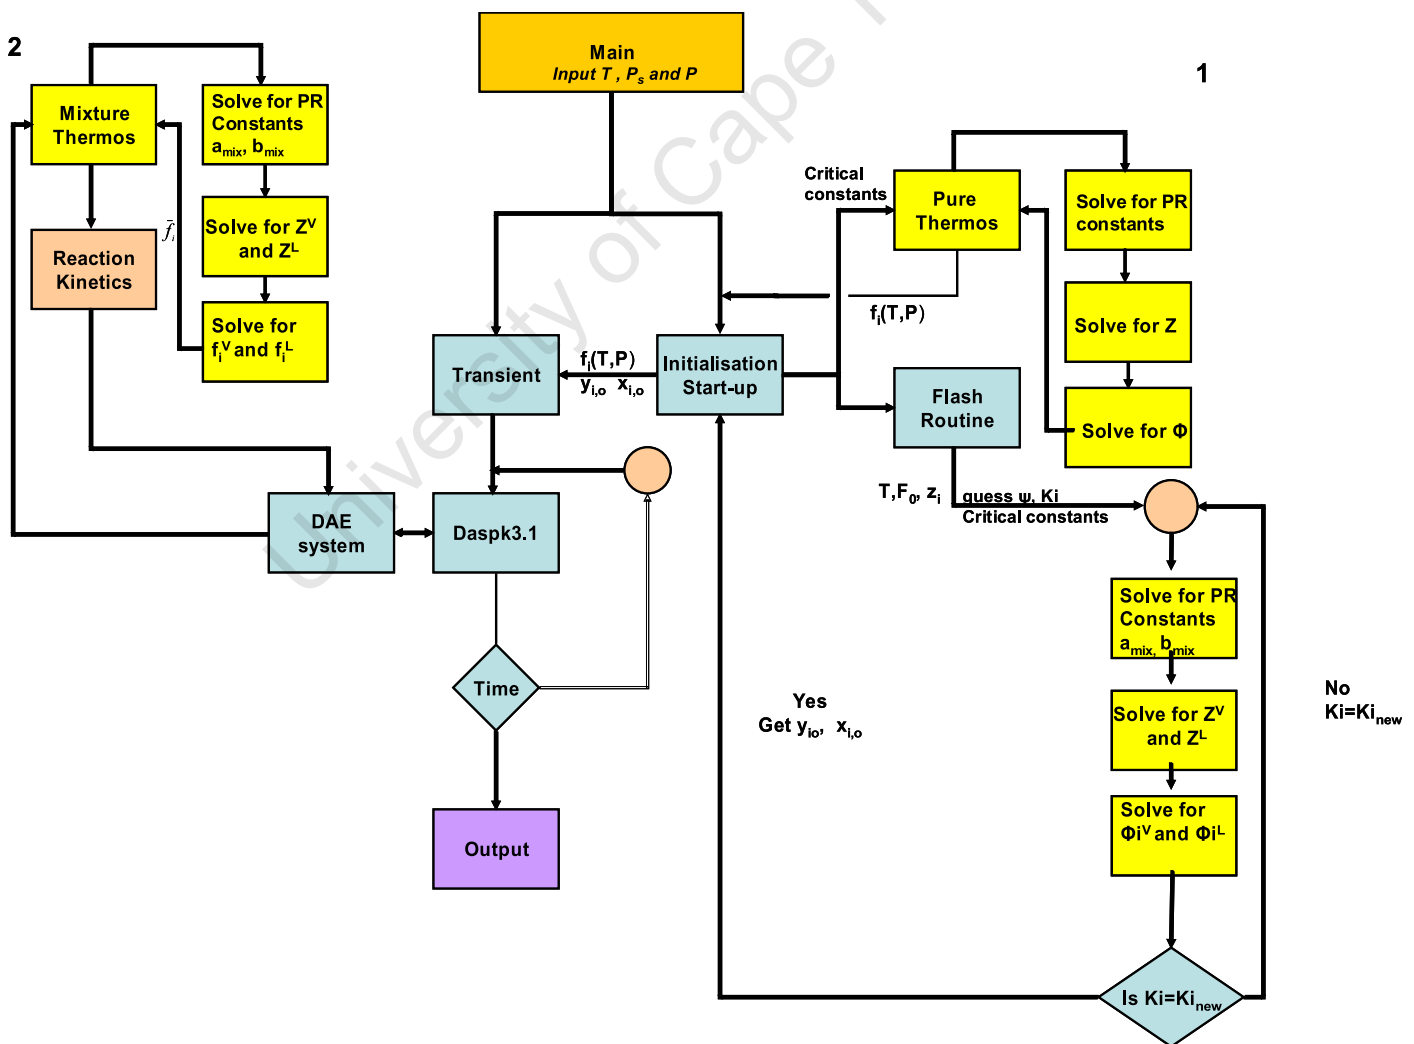 2
1
Main
Input T , Ps and P
Mixture
Thermos
Solve for PR
Constants
amix, bmix
Solve for ZV
and ZL
Solve for
fiV and fiL
f̄i
Reaction
Kinetics
Critical
constants
Pure
Thermos
Solve for PR
constants
Solve for Z
Solve for Φ
fi(T,P)
Transient
fi(T,P)
yi,o xi,o
Initialisation
Start-up
Flash
Routine
T,F0, zi
guess ψ, Ki
Critical constants
DAE
system
Daspk3.1
Time
Output
Solve for PR
Constants
amix, bmix
Solve for ZV
and ZL
Solve for
ΦiV and ΦiL
Is Ki=Kinew
Yes
Get yio, xi,o
No
Ki=Kinew
University of Cape T